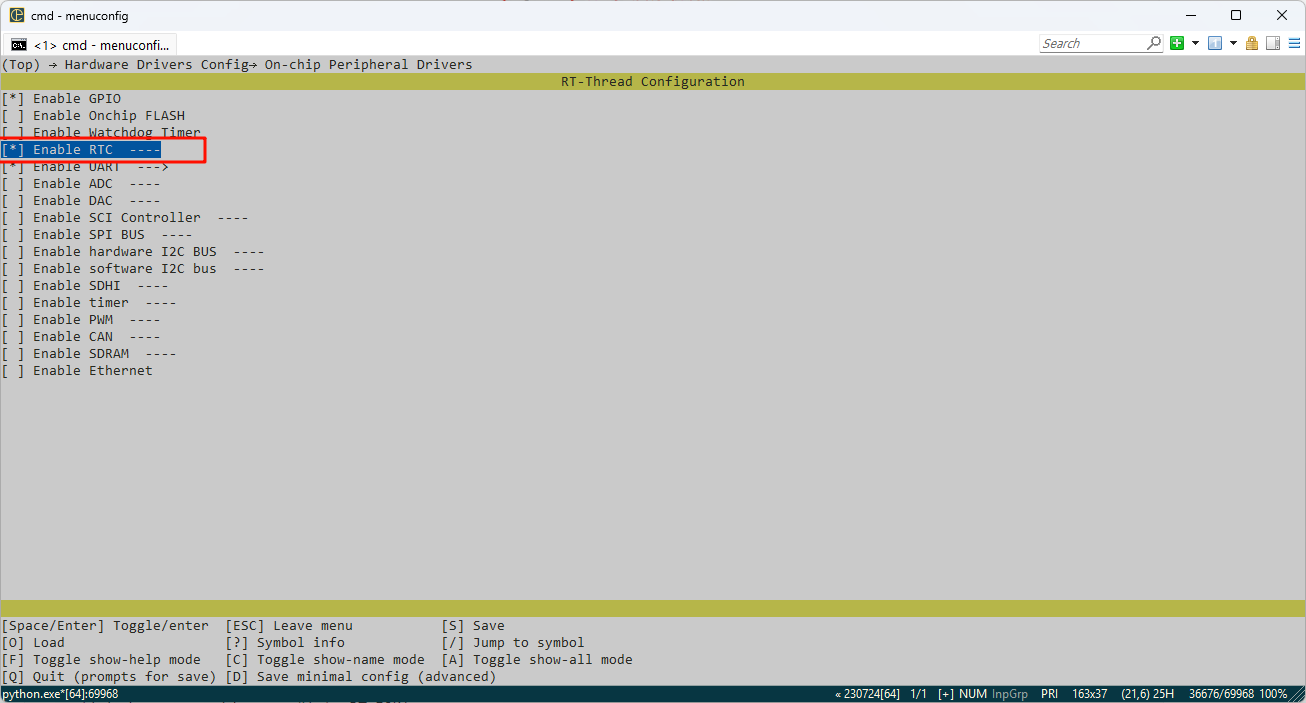 cmd - menuconfig
<1> cmd - menuconfi...
Search
(Top) → Hardware Drivers Config→ On-chip Peripheral Drivers
RT-Thread Configuration
[*] Enable GPIO
[ ] Enable Onchip FLASH
[ ] Enable Watchdog Timer
[*] Enable RTC  ----
[*] Enable UART  --->
[ ] Enable ADC  ----
[ ] Enable DAC  ----
[ ] Enable SCI Controller  ----
[ ] Enable SPI BUS  ----
[ ] Enable hardware I2C BUS  ----
[ ] Enable software I2C bus  ----
[ ] Enable SDHI  ----
[ ] Enable timer  ----
[ ] Enable PWM  ----
[ ] Enable CAN  ----
[ ] Enable SDRAM  ----
[ ] Enable Ethernet
[Space/Enter] Toggle/enter  [ESC] Leave menu  [S] Save
[O] Load  [?] Symbol info  [/] Jump to symbol
[F] Toggle show-help mode  [C] Toggle show-name mode  [A] Toggle show-all mode
[Q] Quit (prompts for save)  [D] Save minimal config (advanced)
python.exe*[64]:69968  « 230724[64]  1/1  [+] NUM  InpGrp  PRI  163x37  (21,6) 25H  36676/69968  100%